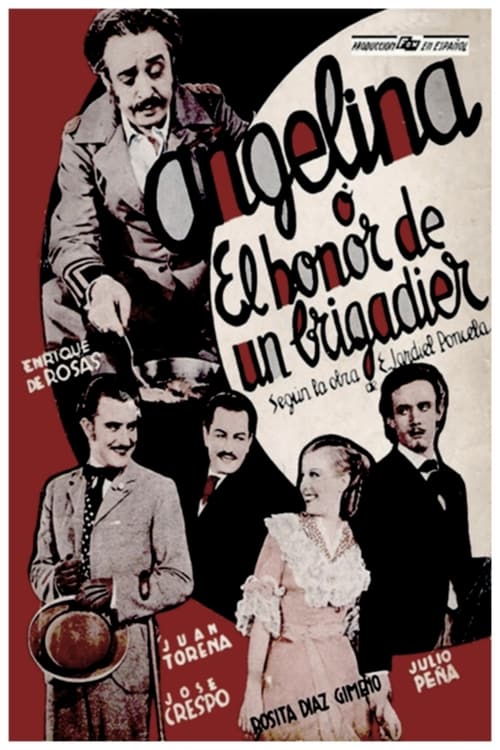 PRODUCCION FOX EN ESPAÑOL
angelina
ó
El honor de
un brigadier
Según la obra
de E. Jardiel Poncela
ENRIQUE
DE ROSAS
JUAN
TORENA
JOSE
CRESPO
ROSITA DIAZ GIMENO
JULIO
PEÑA